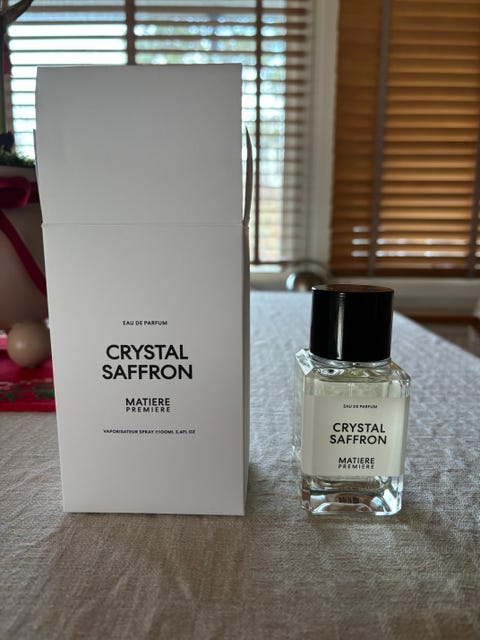 EAU DE PARFUM
CRYSTAL
SAFFRON
MATIERE
PREMIERE
VAPORISATEUR SPRAY ℮100ML 3.4FL OZ
EAU DE PARFUM
CRYSTAL
SAFFRON
MATIERE
PREMIERE